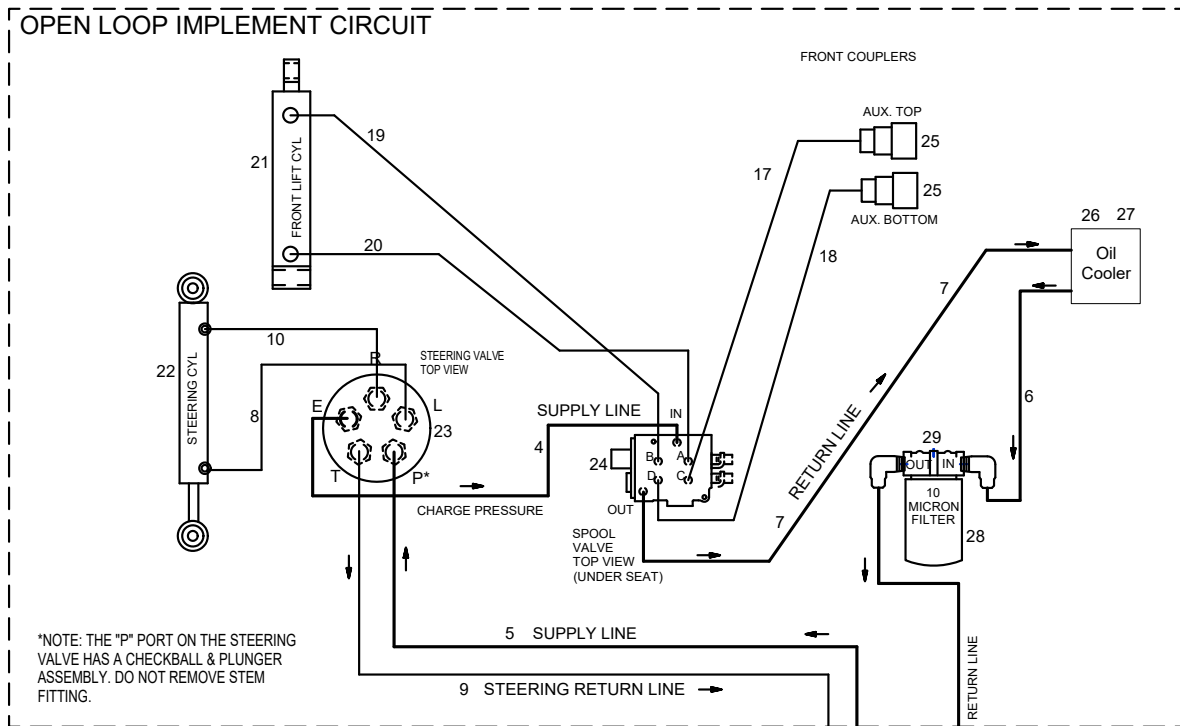 OPEN LOOP IMPLEMENT CIRCUIT
FRONT COUPLERS
AUX. TOP
25
25
AUX. BOTTOM
17
18
19
20
21
FRONT LIFT CYL
26 27
Oil
Cooler
7
6
22
STEERING CYL
10
8
R
STEERING VALVE
TOP VIEW
E
L
23
T
P*
SUPPLY LINE
4
CHARGE PRESSURE
IN
24
B
A
D
C
OUT
SPOOL
VALVE
TOP VIEW
(UNDER SEAT)
RETURN LINE
7
29
OUT
IN
10
MICRON
FILTER
28
*NOTE: THE "P" PORT ON THE STEERING
VALVE HAS A CHECKBALL & PLUNGER
ASSEMBLY. DO NOT REMOVE STEM
FITTING.
5 SUPPLY LINE
9 STEERING RETURN LINE
RETURN LINE